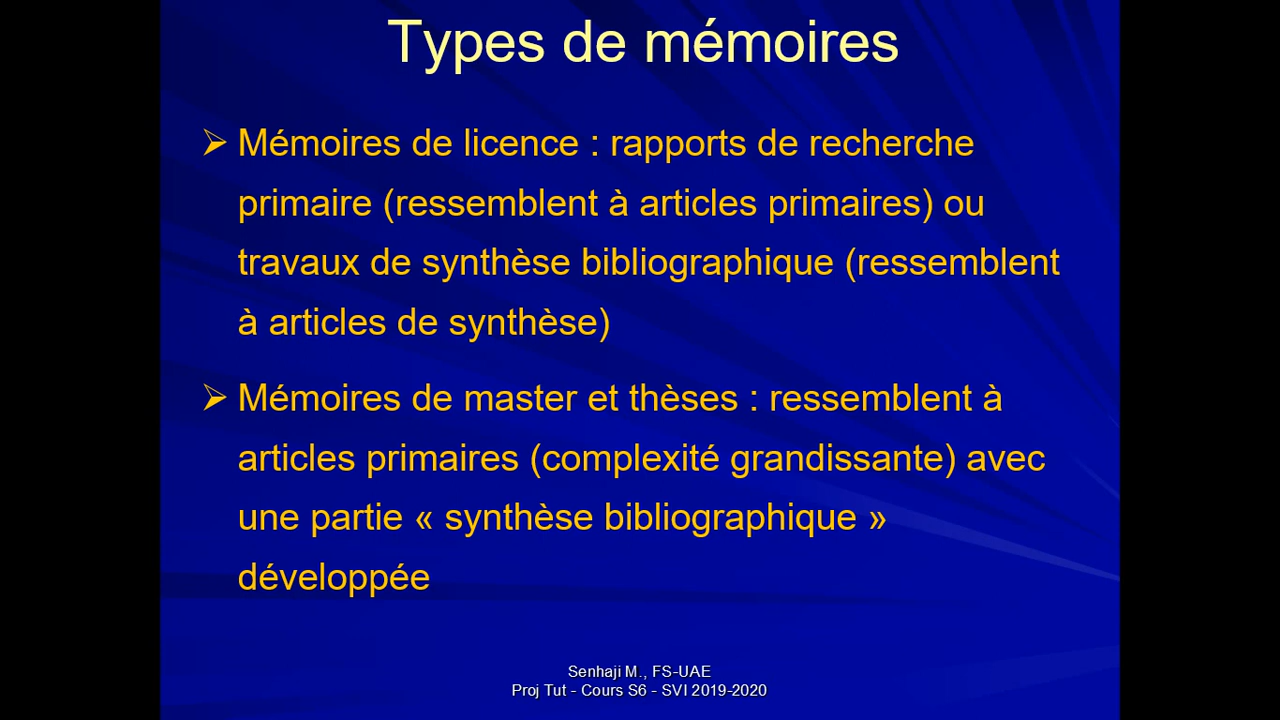 Types de mémoires
➢ Mémoires de licence : rapports de recherche
primaire (ressemblent à articles primaires) ou
travaux de synthèse bibliographique (ressemblent
à articles de synthèse)
➢ Mémoires de master et thèses : ressemblent à
articles primaires (complexité grandissante) avec
une partie « synthèse bibliographique »
développée
Senhaji M., FS-UAE
Proj Tut - Cours S6 - SVI 2019-2020